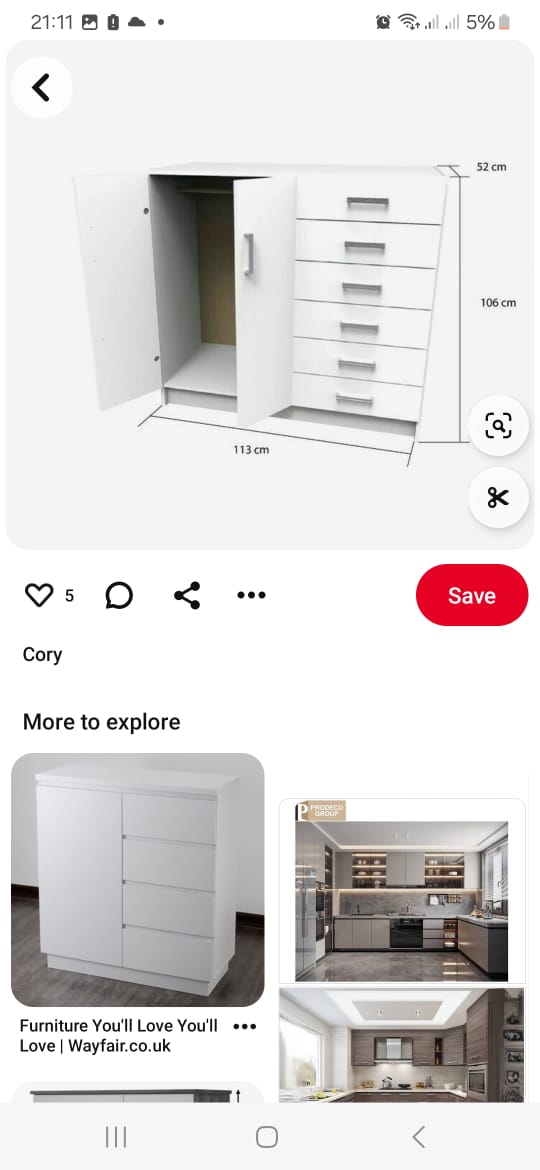 21:11
5%
52 cm
106 cm
113 cm
5
Save
Cory
More to explore
PRODECO
GROUP
Furniture You'll Love You'll
Love | Wayfair.co.uk